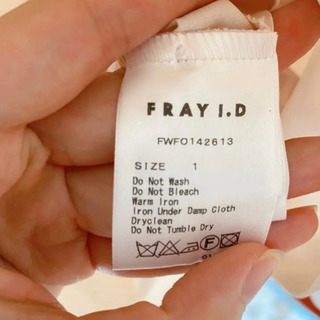 FRAY I.D
FWFO142613
SIZE 1
Do Not Wash
Do Not Bleach
Warm Iron
Iron Under Damp Cloth
Dryclean
Do Not Tumble Dry
F
01